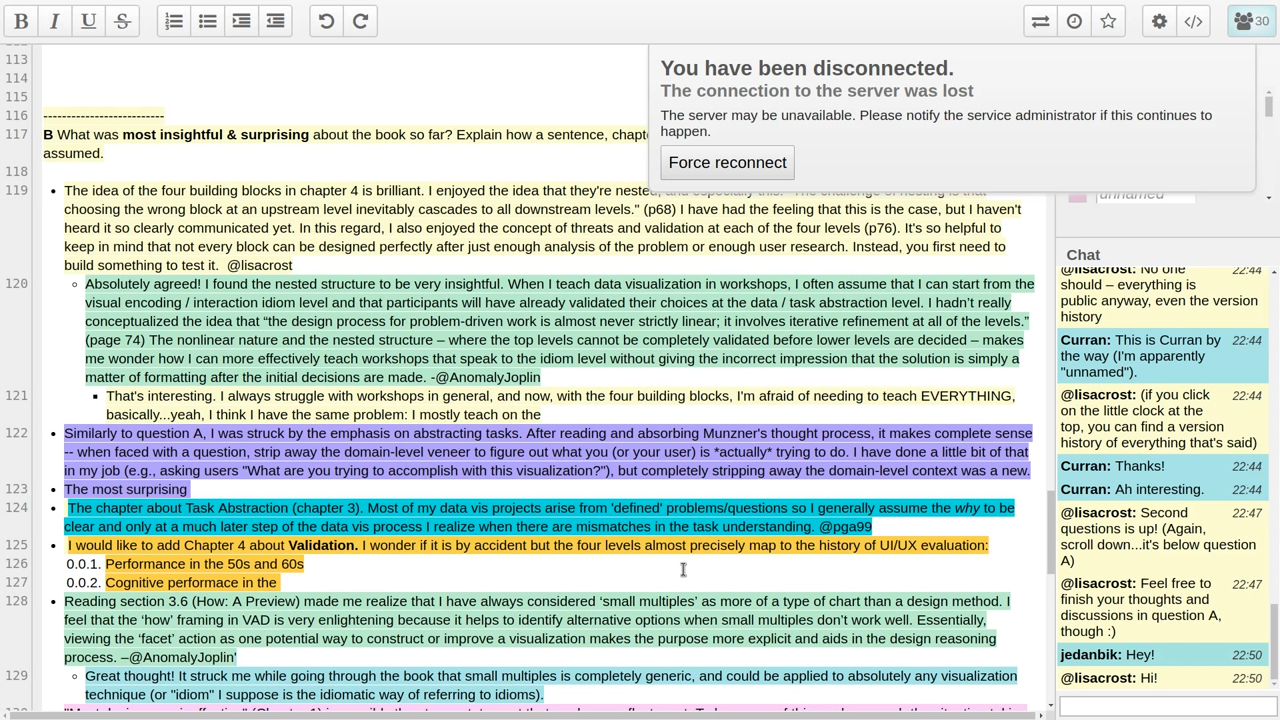 B I U S
30
You have been disconnected.
The connection to the server was lost
The server may be unavailable. Please notify the service administrator if this continues to
happen.
Force reconnect
113
114
115
116 --------------------------
117 B What was most insightful & surprising about the book so far? Explain how a sentence,
assumed.
118
119 The idea of the four building blocks in chapter 4 is brilliant. I enjoyed the idea that they're nested, and especially this: "The challenge of nesting is that
choosing the wrong block at an upstream level inevitably cascades to all downstream levels." (p68) I have had the feeling that this is the case, but I haven't
heard it so clearly communicated yet. In this regard, I also enjoyed the concept of threats and validation at each of the four levels (p76). It's so helpful to
keep in mind that not every block can be designed perfectly after just enough analysis of the problem or enough user research. Instead, you first need to
build something to test it.  @lisacrost
120 Absolutely agreed! I found the nested structure to be very insightful. When I teach data visualization in workshops, I often assume that I can start from the
visual encoding / interaction idiom level and that participants will have already validated their choices at the data / task abstraction level. I hadn't really
conceptualized the idea that “the design process for problem-driven work is almost never strictly linear; it involves iterative refinement at all of the levels.”
(page 74) The nonlinear nature and the nested structure – where the top levels cannot be completely validated before lower levels are decided – makes
me wonder how I can more effectively teach workshops that speak to the idiom level without giving the incorrect impression that the solution is simply a
matter of formatting after the initial decisions are made. -@AnomalyJoplin
121 That's interesting. I always struggle with workshops in general, and now, with the four building blocks, I'm afraid of needing to teach EVERYTHING,
basically...yeah, I think I have the same problem: I mostly teach on the
122 Similarly to question A, I was struck by the emphasis on abstracting tasks. After reading and absorbing Munzner's thought process, it makes complete sense
-- when faced with a question, strip away the domain-level veneer to figure out what you (or your user) is *actually* trying to do. I have done a little bit of that
in my job (e.g., asking users "What are you trying to accomplish with this visualization?"), but completely stripping away the domain-level context was a new.
123 The most surprising
124 The chapter about Task Abstraction (chapter 3). Most of my data vis projects arise from 'defined' problems/questions so I generally assume the why to be
clear and only at a much later step of the data vis process I realize when there are mismatches in the task understanding. @pga99
125 I would like to add Chapter 4 about Validation. I wonder if it is by accident but the four levels almost precisely map to the history of UI/UX evaluation:
126 0.0.1. Performance in the 50s and 60s
127 0.0.2. Cognitive performace in the
128 Reading section 3.6 (How: A Preview) made me realize that I have always considered ‘small multiples’ as more of a type of chart than a design method. I
feel that the ‘how’ framing in VAD is very enlightening because it helps to identify alternative options when small multiples don’t work well. Essentially,
viewing the ‘facet’ action as one potential way to construct or improve a visualization makes the purpose more explicit and aids in the design reasoning
process. –@AnomalyJoplin'
129 Great thought! It struck me while going through the book that small multiples is completely generic, and could be applied to absolutely any visualization
technique (or "idiom" I suppose is the idiomatic way of referring to idioms).
unnamed
Chat
@lisacrost: No one 22:44
should – everything is
public anyway, even the version
history
Curran: This is Curran by 22:44
the way (I'm apparently
"unnamed").
@lisacrost: (if you click 22:44
on the little clock at the
top, you can find a version
history of everything that's said)
Curran: Thanks! 22:44
Curran: Ah interesting. 22:44
@lisacrost: Second 22:47
questions is up! (Again,
scroll down...it's below question
A)
@lisacrost: Feel free to 22:47
finish your thoughts and
discussions in question A,
though :)
jedanbik: Hey! 22:50
@lisacrost: Hi! 22:50